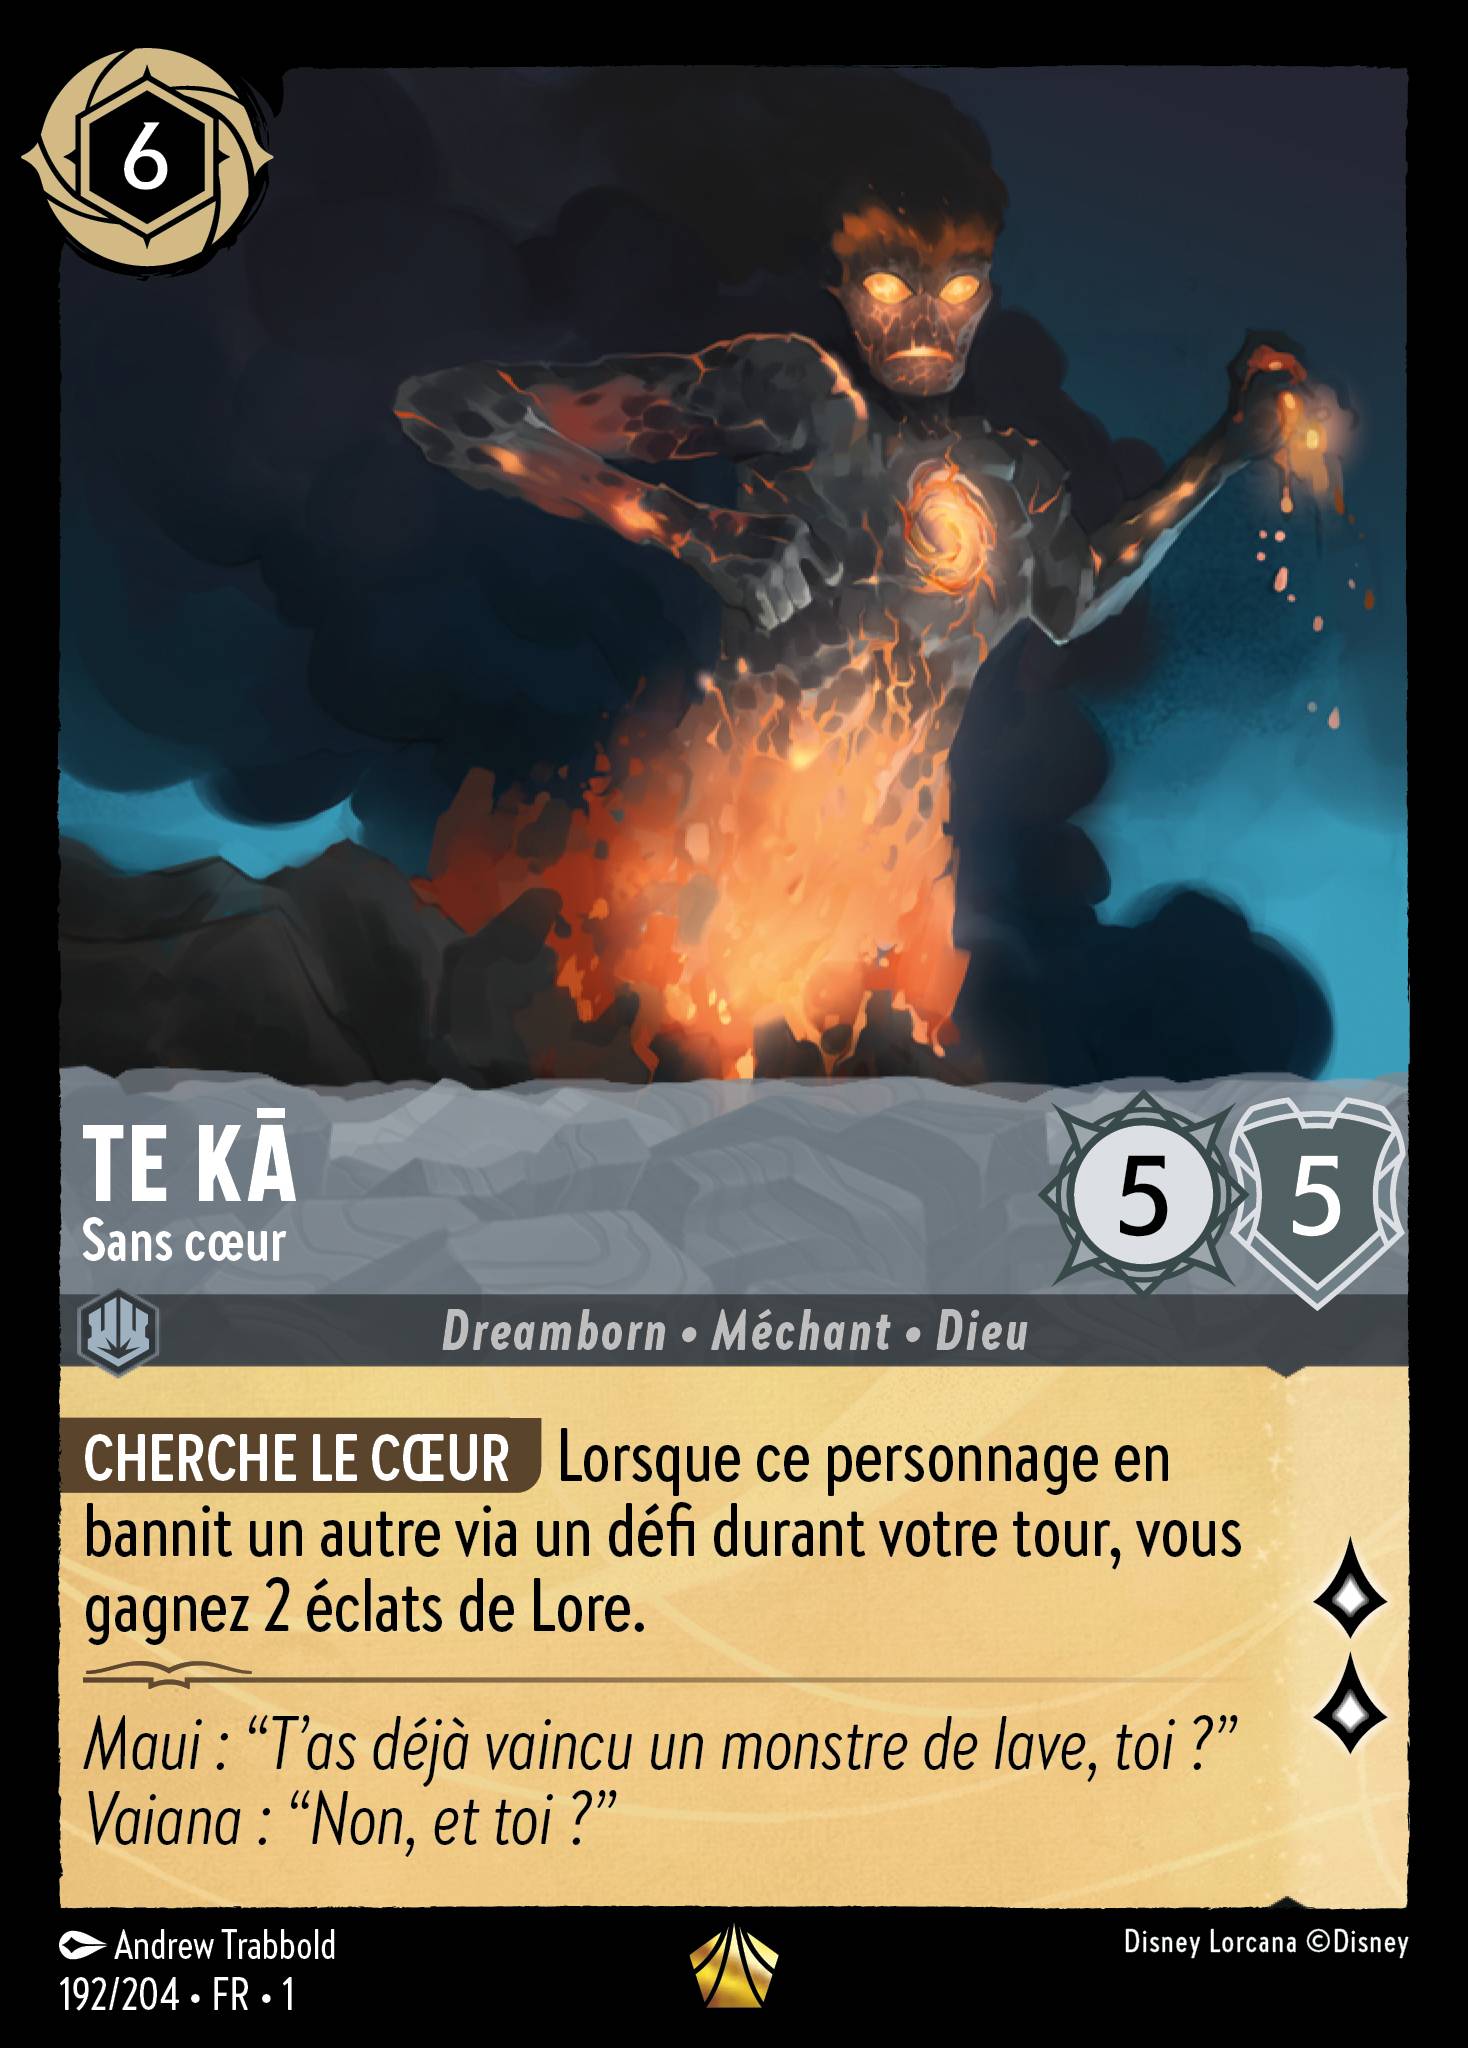 6
TE KĀ
Sans cœur
5
5
Dreamborn • Méchant • Dieu
CHERCHE LE CŒUR Lorsque ce personnage en
bannit un autre via un défi durant votre tour, vous
gagnez 2 éclats de Lore.
Maui : “T’as déjà vaincu un monstre de lave, toi ?”
Vaiana : “Non, et toi ?”
Andrew Trabbold
192/204 • FR • 1
Disney Lorcana ©Disney